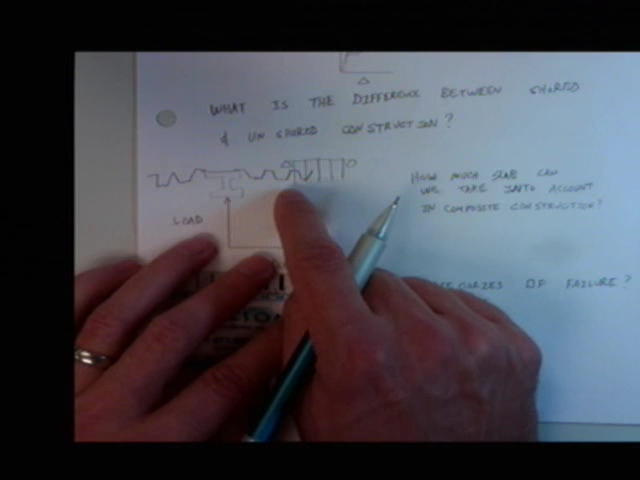 WHAT IS THE DIFFERENCE BETWEEN SHORED
& UNSHORED CONSTRUCTION?
HOW MUCH SLAB CAN
WE TAKE INTO ACCOUNT
IN COMPOSITE CONSTRUCTION?
LOAD
OF FAILURE?